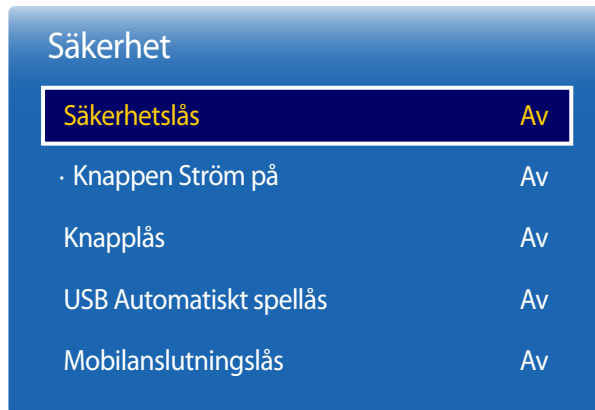 Säkerhet
Säkerhetslås Av
· Knappen Ström på Av
Knapplås Av
USB Automatiskt spellås Av
Mobilanslutningslås Av